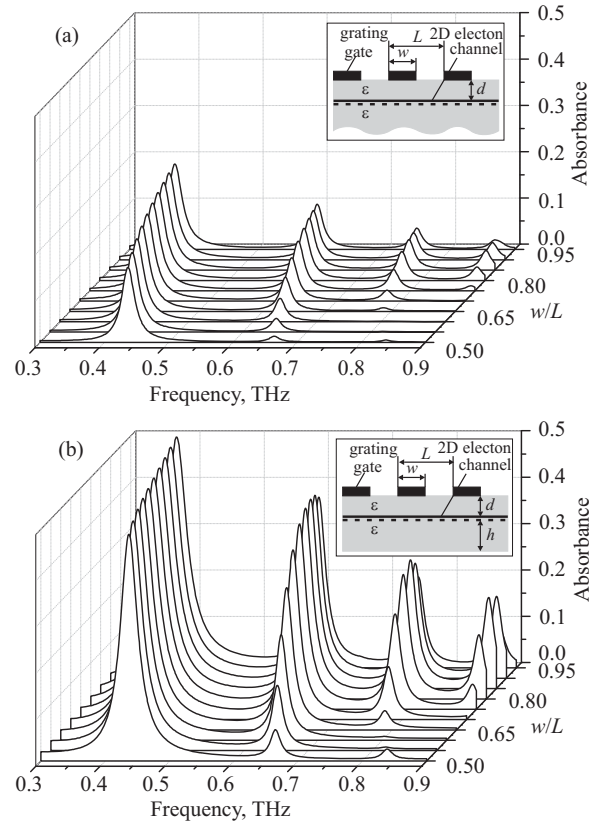 (a)
grating
gate
L
w
2D electon
channel
d
ε
ε
0.5
0.4
0.3
0.2
0.1
0.0
Absorbance
0.95
0.80
0.65
0.50
w/L
0.3 0.4 0.5 0.6 0.7 0.8 0.9
Frequency, THz
(b)
grating
gate
L
w
2D electon
channel
d
ε
ε
h
0.5
0.4
0.3
0.2
0.1
0.0
Absorbance
0.95
0.80
0.65
0.50
w/L
0.3 0.4 0.5 0.6 0.7 0.8 0.9
Frequency, THz